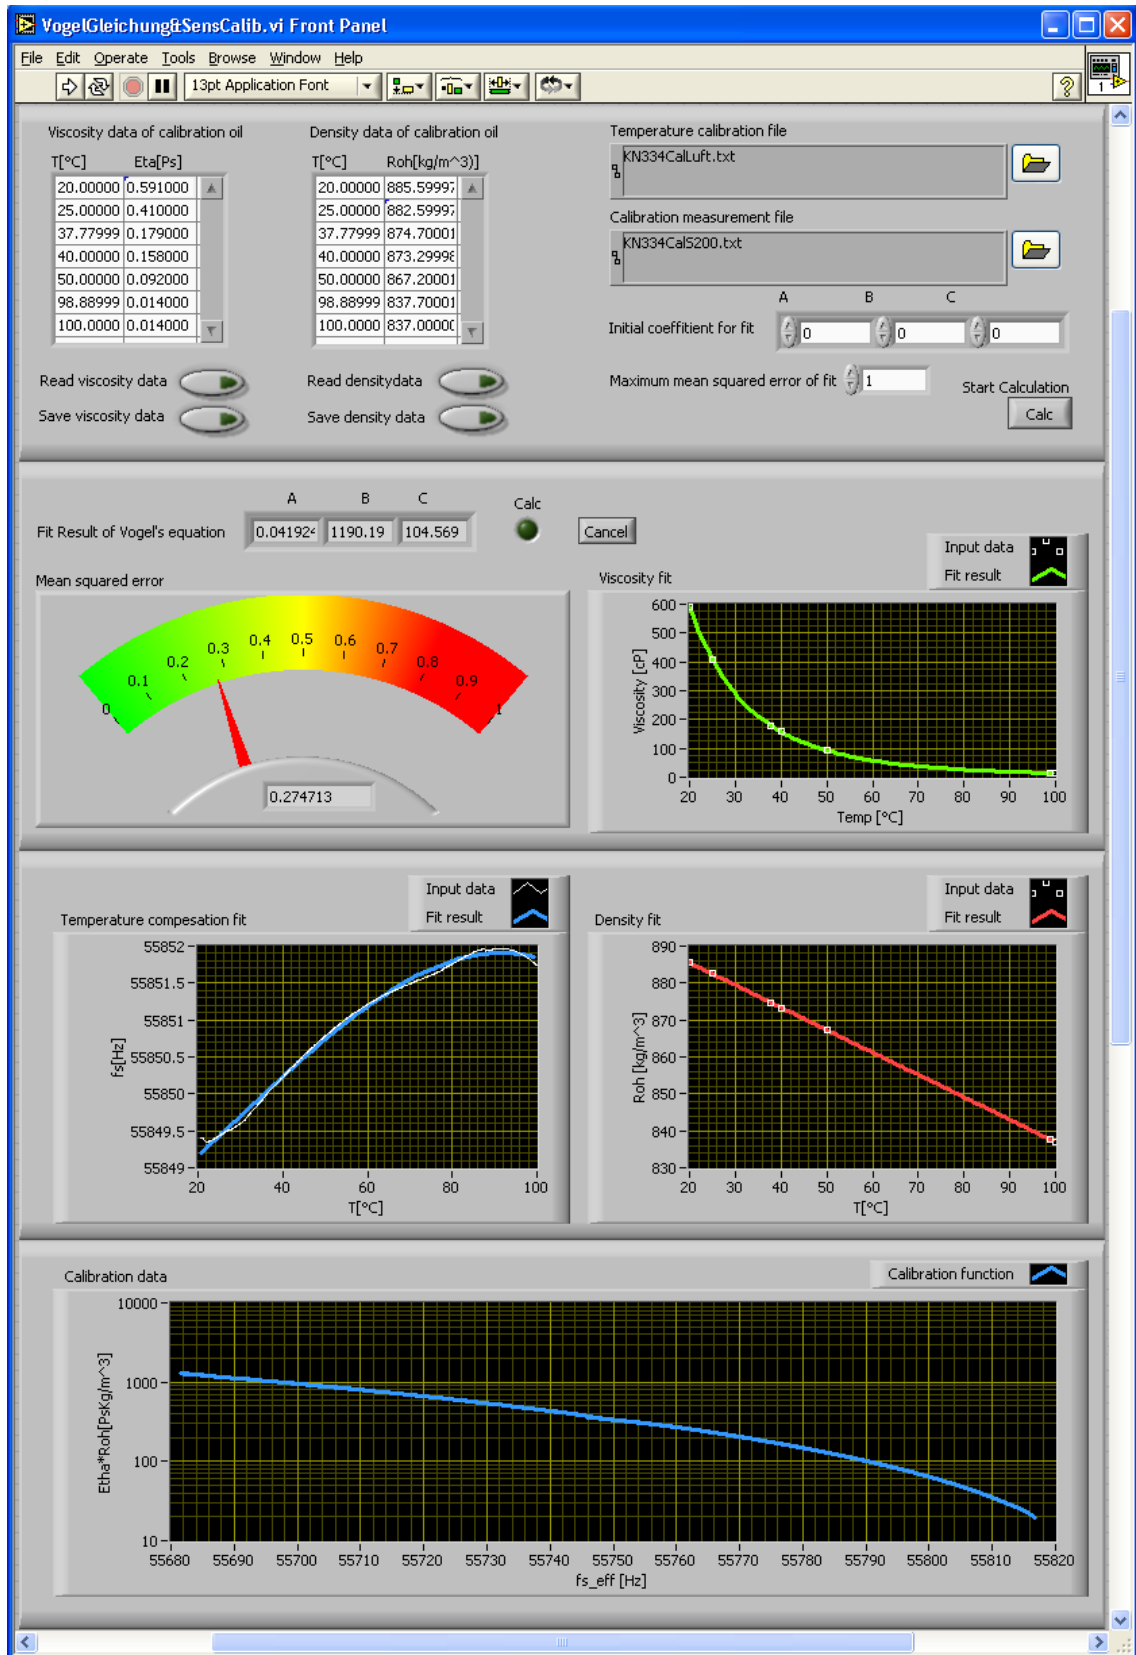 VogelGleichung&SensCalib.vi Front Panel
File Edit Operate Tools Browse Window Help
13pt Application Font
1
Viscosity data of calibration oil
T[°C] Eta[Ps]
20.00000 0.591000
25.00000 0.410000
37.77999 0.179000
40.00000 0.158000
50.00000 0.092000
98.88999 0.014000
100.0000 0.014000
Read viscosity data
Save viscosity data
Density data of calibration oil
T[°C] Roh[kg/m^3)]
20.00000 885.59997
25.00000 882.59997
37.77999 874.70001
40.00000 873.29998
50.00000 867.20001
98.88999 837.70001
100.0000 837.00000
Read densitydata
Save density data
Temperature calibration file
KN334CalLuft.txt
Calibration measurement file
KN334CalS200.txt
A B C
Initial coeffitient for fit 0 0 0
Maximum mean squared error of fit 1
Start Calculation
Calc
A B C
Fit Result of Vogel's equation 0.041924 1190.19 104.569
Calc
Cancel
Mean squared error
0 0.1 0.2 0.3 0.4 0.5 0.6 0.7 0.8 0.9 1
0.274713
Viscosity fit
Input data
Fit result
Viscosity [cP]
600
500
400
300
200
100
0
20 30 40 50 60 70 80 90 100
Temp [°C]
Temperature compesation fit
Input data
Fit result
fs[Hz]
55852
55851.5
55851
55850.5
55850
55849.5
55849
20 40 60 80 100
T[°C]
Density fit
Input data
Fit result
Roh [kg/m^3]
890
880
870
860
850
840
830
20 30 40 50 60 70 80 90 100
T[°C]
Calibration data
Calibration function
Etha*Roh[PsKg/m^3]
10000
1000
100
10
55680 55690 55700 55710 55720 55730 55740 55750 55760 55770 55780 55790 55800 55810 55820
fs_eff [Hz]